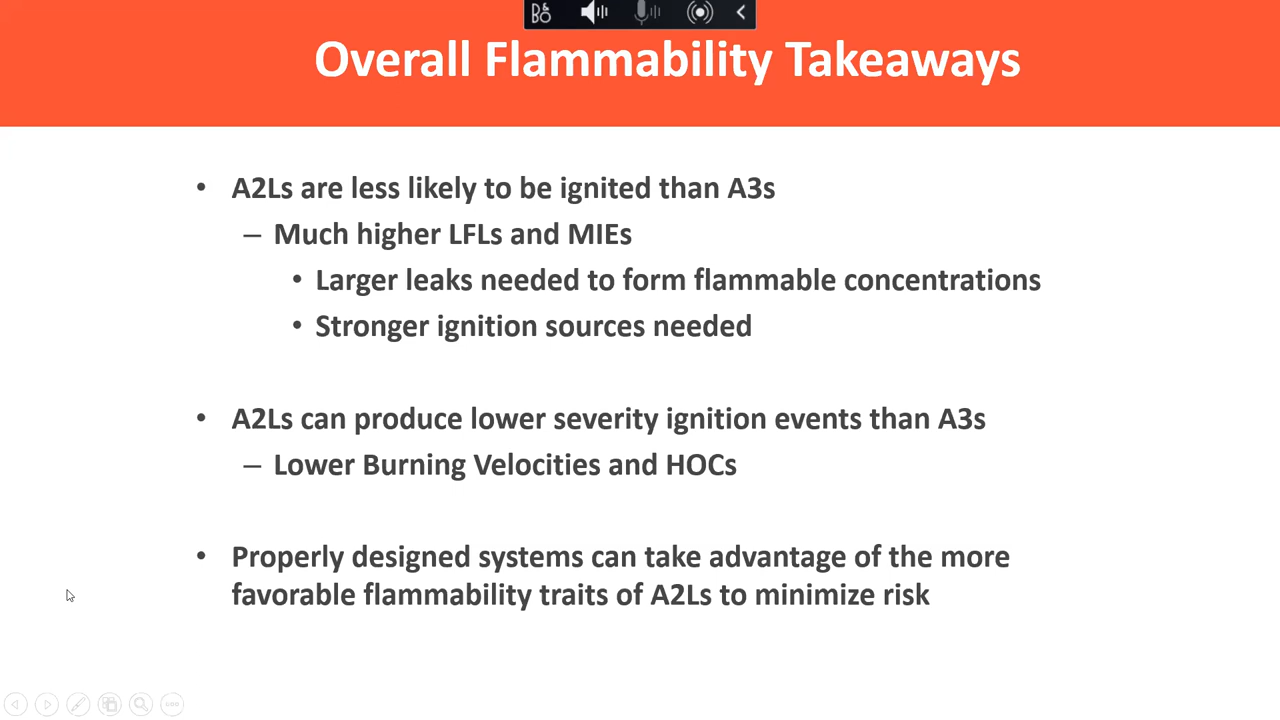 B&O
Overall Flammability Takeaways
• A2Ls are less likely to be ignited than A3s
– Much higher LFLs and MIEs
• Larger leaks needed to form flammable concentrations
• Stronger ignition sources needed
• A2Ls can produce lower severity ignition events than A3s
– Lower Burning Velocities and HOCs
• Properly designed systems can take advantage of the more
favorable flammability traits of A2Ls to minimize risk